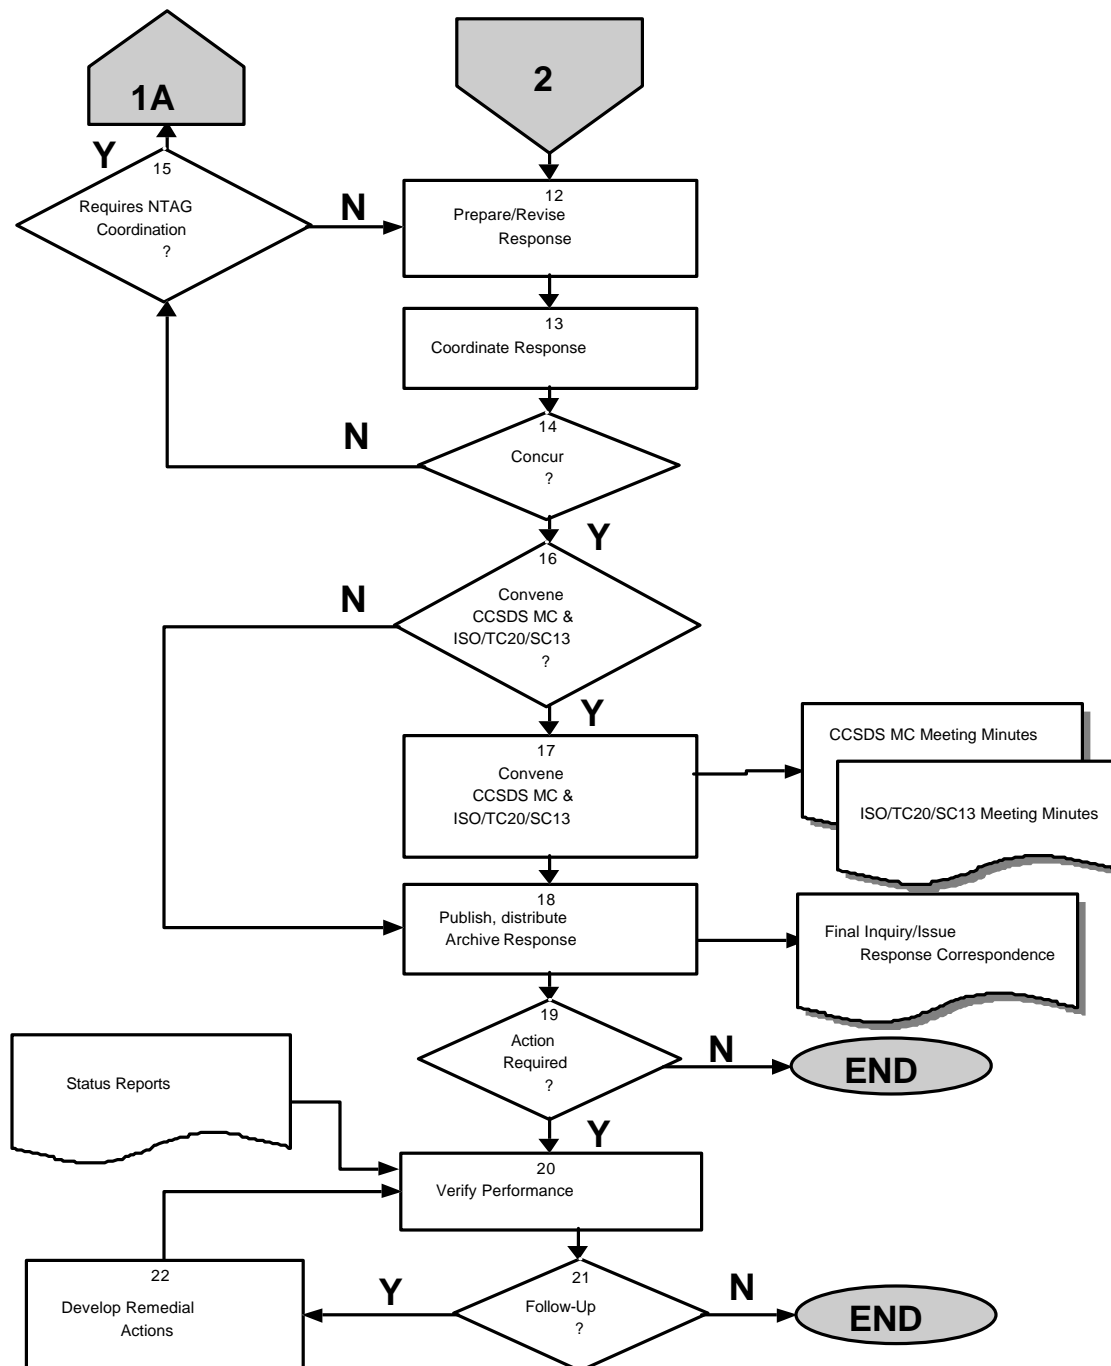 1A
2
Y
15
Requires NTAG
Coordination
?
N
12
Prepare/Revise
Response
13
Coordinate Response
14
Concur
?
N
Y
16
Convene
CCSDS MC &
ISO/TC20/SC13
?
N
Y
17
Convene
CCSDS MC &
ISO/TC20/SC13
CCSDS MC Meeting Minutes
ISO/TC20/SC13 Meeting Minutes
18
Publish, distribute
Archive Response
Final Inquiry/Issue
Response Correspondence
19
Action
Required
?
N
END
Y
Status Reports
20
Verify Performance
21
Follow-Up
?
Y
N
END
22
Develop Remedial
Actions